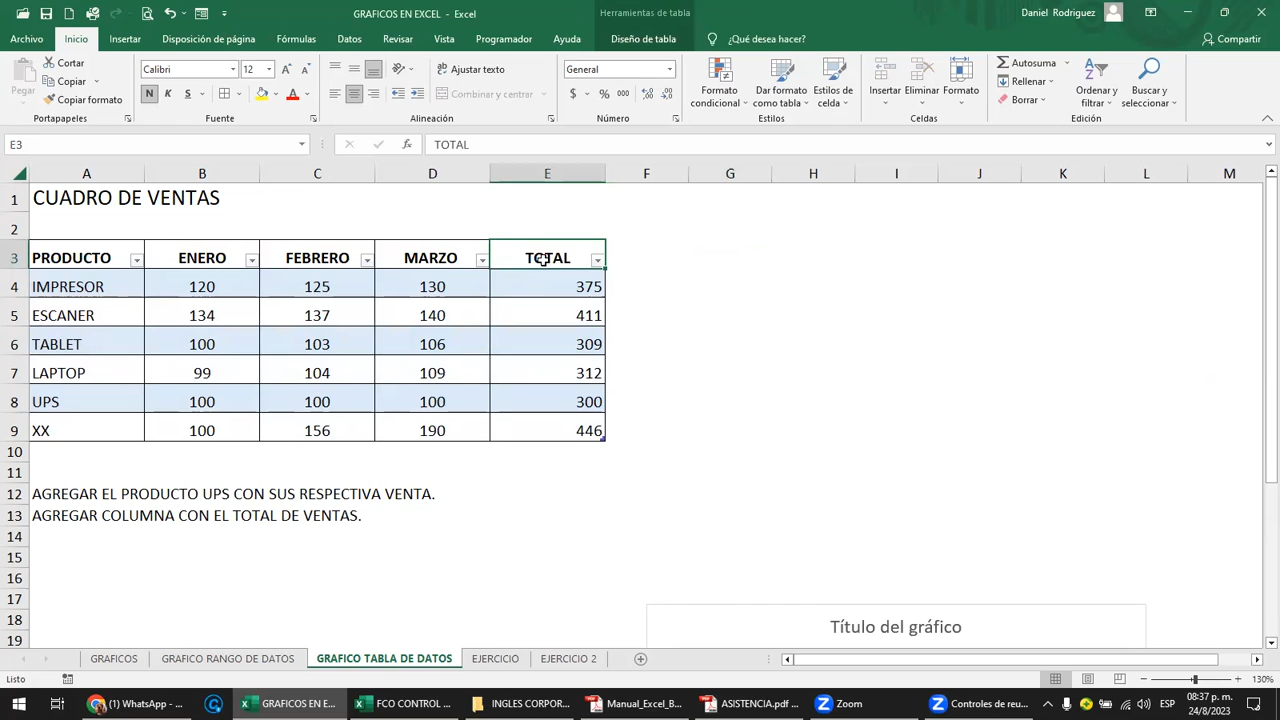 GRAFICOS EN EXCEL - Excel
Herramientas de tabla
Daniel Rodriguez
Archivo
Inicio
Insertar
Disposición de página
Fórmulas
Datos
Revisar
Vista
Programador
Ayuda
Diseño de tabla
¿Qué desea hacer?
Compartir
Pegar
Cortar
Copiar
Copiar formato
Portapapeles
Calibri
12
N K S
Fuente
Ajustar texto
Combinar y centrar
Alineación
General
$ % 000
Número
Formato condicional
Dar formato como tabla
Estilos de celda
Estilos
Insertar
Eliminar
Formato
Celdas
Autosuma
Rellenar
Borrar
Ordenar y filtrar
Buscar y seleccionar
Edición
E3
fx
TOTAL
A B C D E F G H I J K L M
1 CUADRO DE VENTAS
2
3 PRODUCTO ENERO FEBRERO MARZO TOTAL
4 IMPRESOR 120 125 130 375
5 ESCANER 134 137 140 411
6 TABLET 100 103 106 309
7 LAPTOP 99 104 109 312
8 UPS 100 100 100 300
9 XX 100 156 190 446
10
11
12 AGREGAR EL PRODUCTO UPS CON SUS RESPECTIVA VENTA.
13 AGREGAR COLUMNA CON EL TOTAL DE VENTAS.
14
15
16
17
18 Título del gráfico
19
GRAFICOS
GRAFICO RANGO DE DATOS
GRAFICO TABLA DE DATOS
EJERCICIO
EJERCICIO 2
Listo
130%
(1) WhatsApp - ...
GRAFICOS EN E...
FCO CONTROL ...
INGLES CORPOR...
Manual_Excel_B...
ASISTENCIA.pdf ...
Zoom
Controles de reu...
ESP
08:37 p. m.
24/8/2023